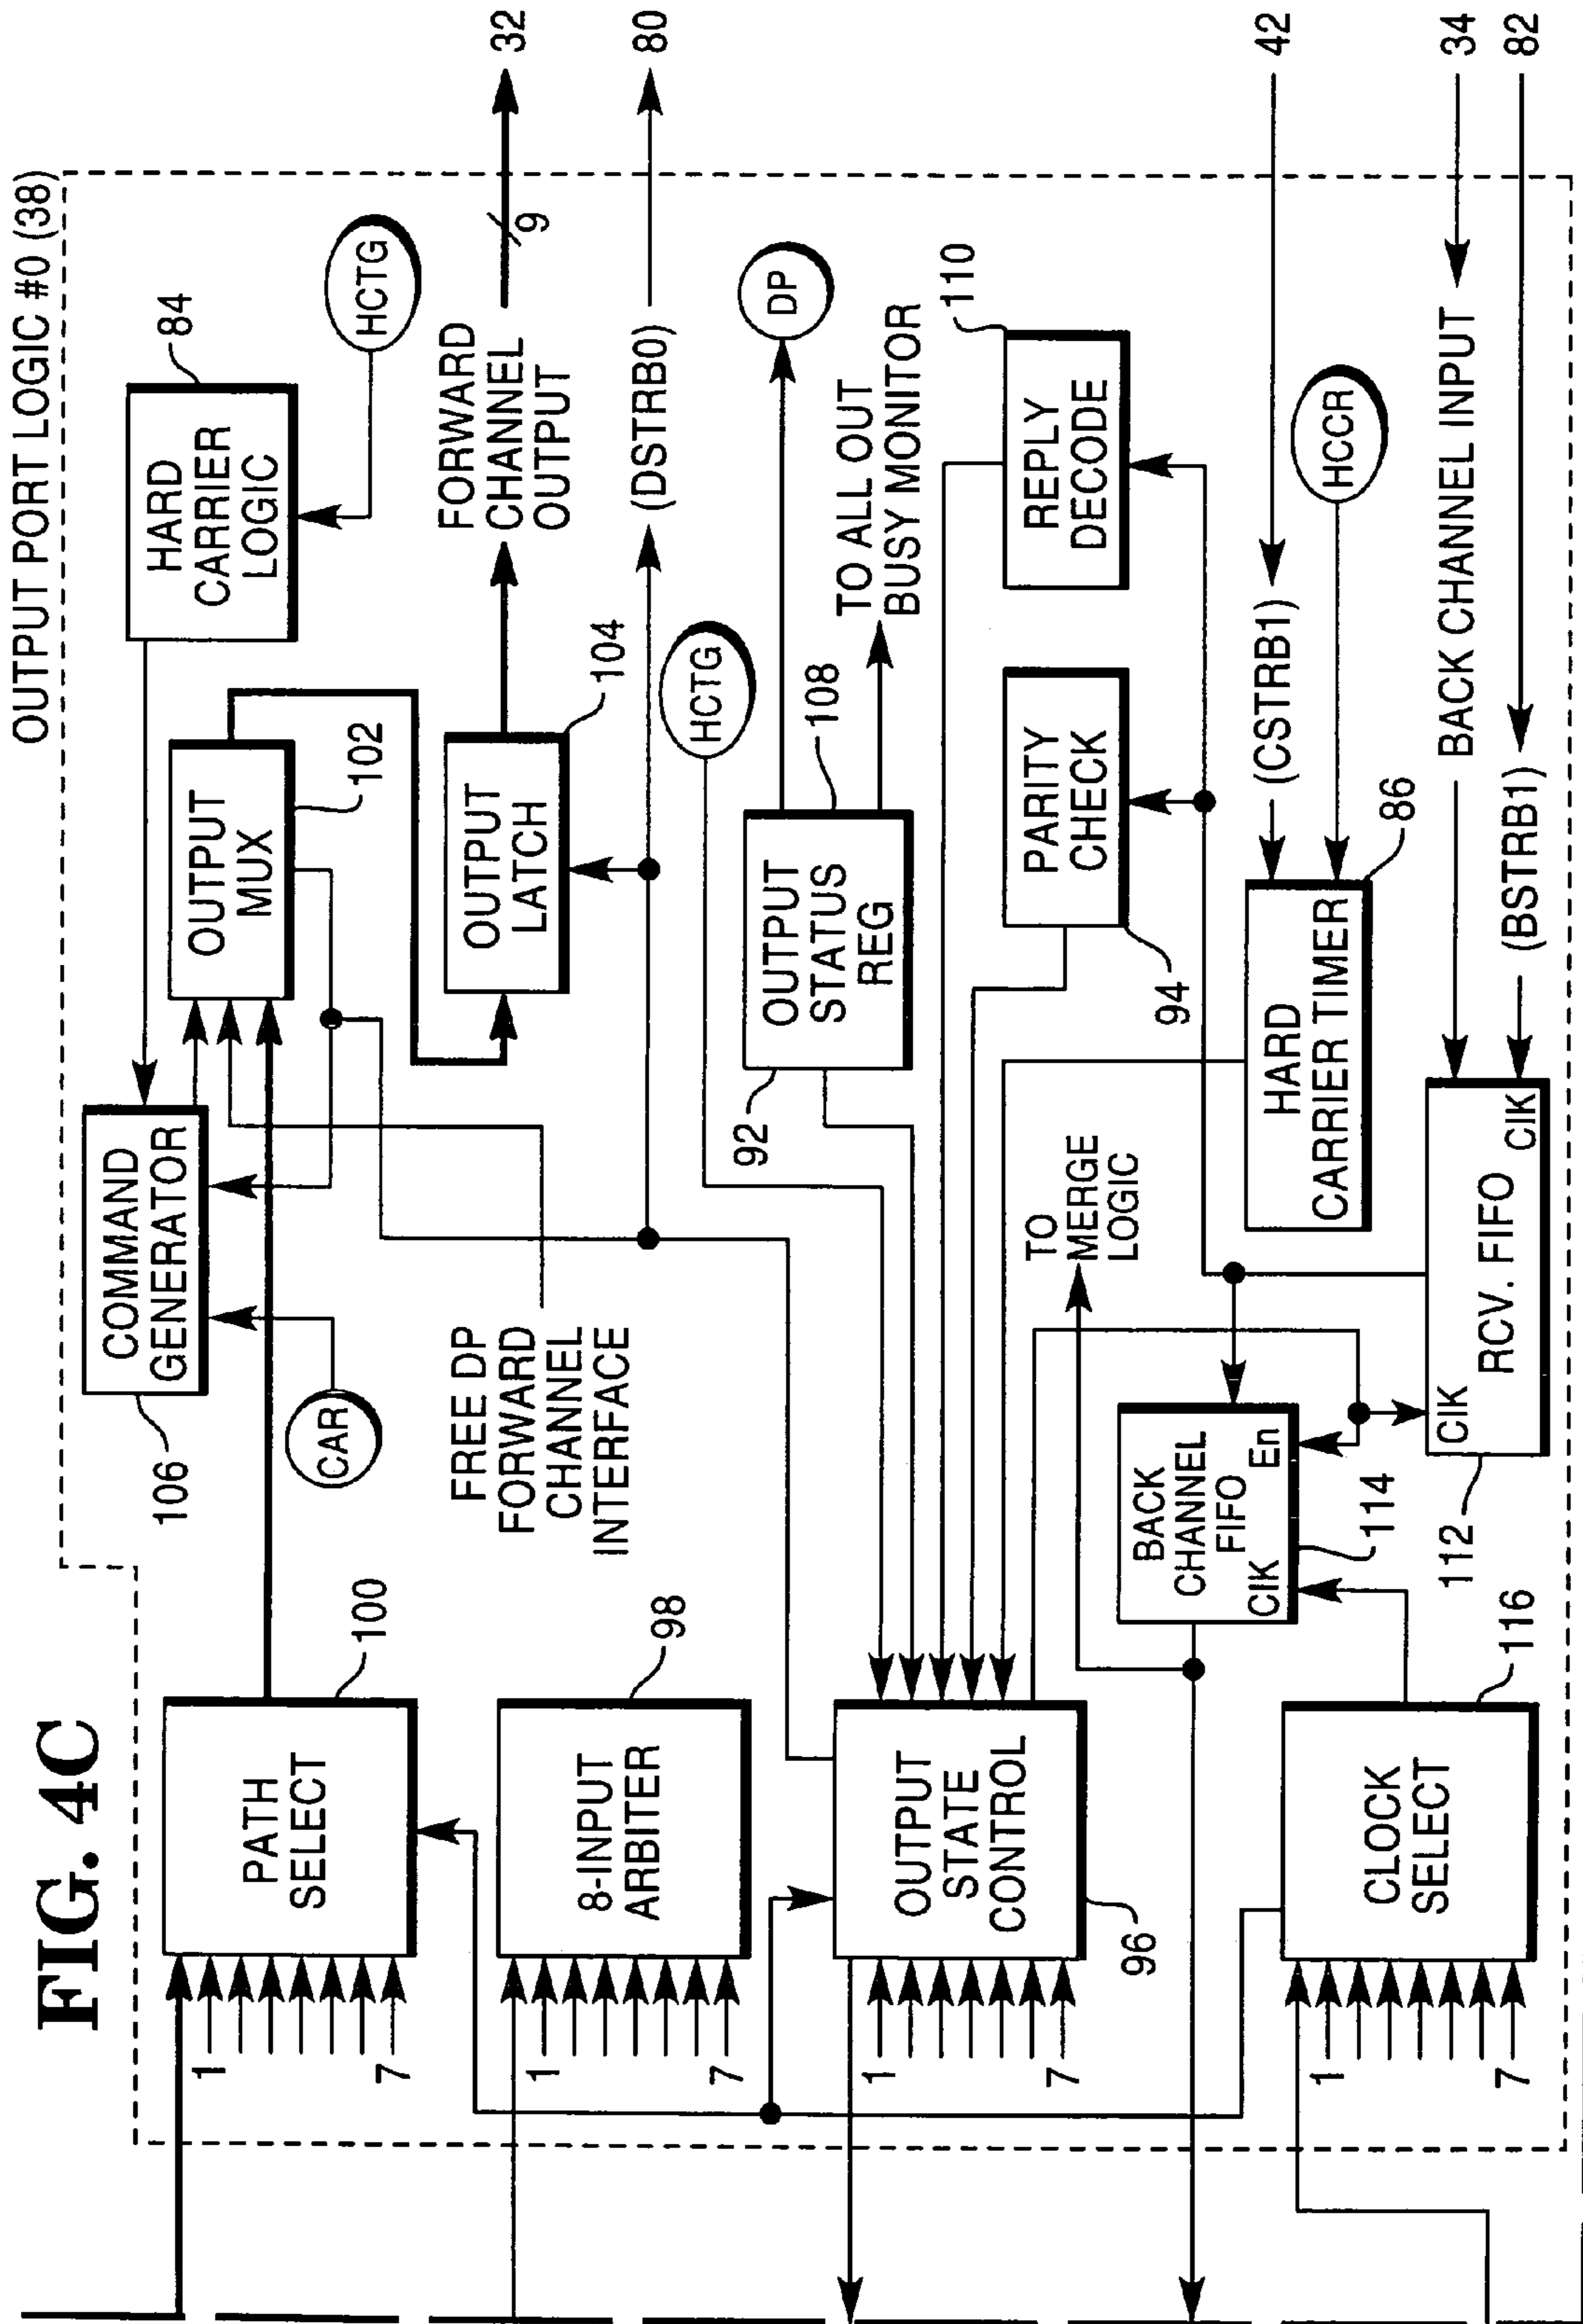 FIG. 4C
OUTPUT PORT LOGIC #0 (38)
HARD
CARRIER
LOGIC
84
HCTG
COMMAND
GENERATOR
106
CAR
OUTPUT
MUX
102
PATH
SELECT
100
1
7
OUTPUT
LATCH
104
FORWARD
CHANNEL
OUTPUT
9
32
(DSTRB0)
80
FREE DP
FORWARD
CHANNEL
INTERFACE
8-INPUT
ARBITER
98
1
7
HCTG
OUTPUT
STATUS
REG
92
108
DP
TO ALL OUT
BUSY MONITOR
OUTPUT
STATE
CONTROL
96
1
7
PARITY
CHECK
94
REPLY
DECODE
110
TO
MERGE
LOGIC
HARD
CARRIER TIMER
86
(CSTRB1)
42
HCCR
BACK
CHANNEL
FIFO
ClK
En
114
CLOCK
SELECT
116
1
7
RCV. FIFO
ClK
ClK
112
BACK CHANNEL INPUT
34
(BSTRB1)
82